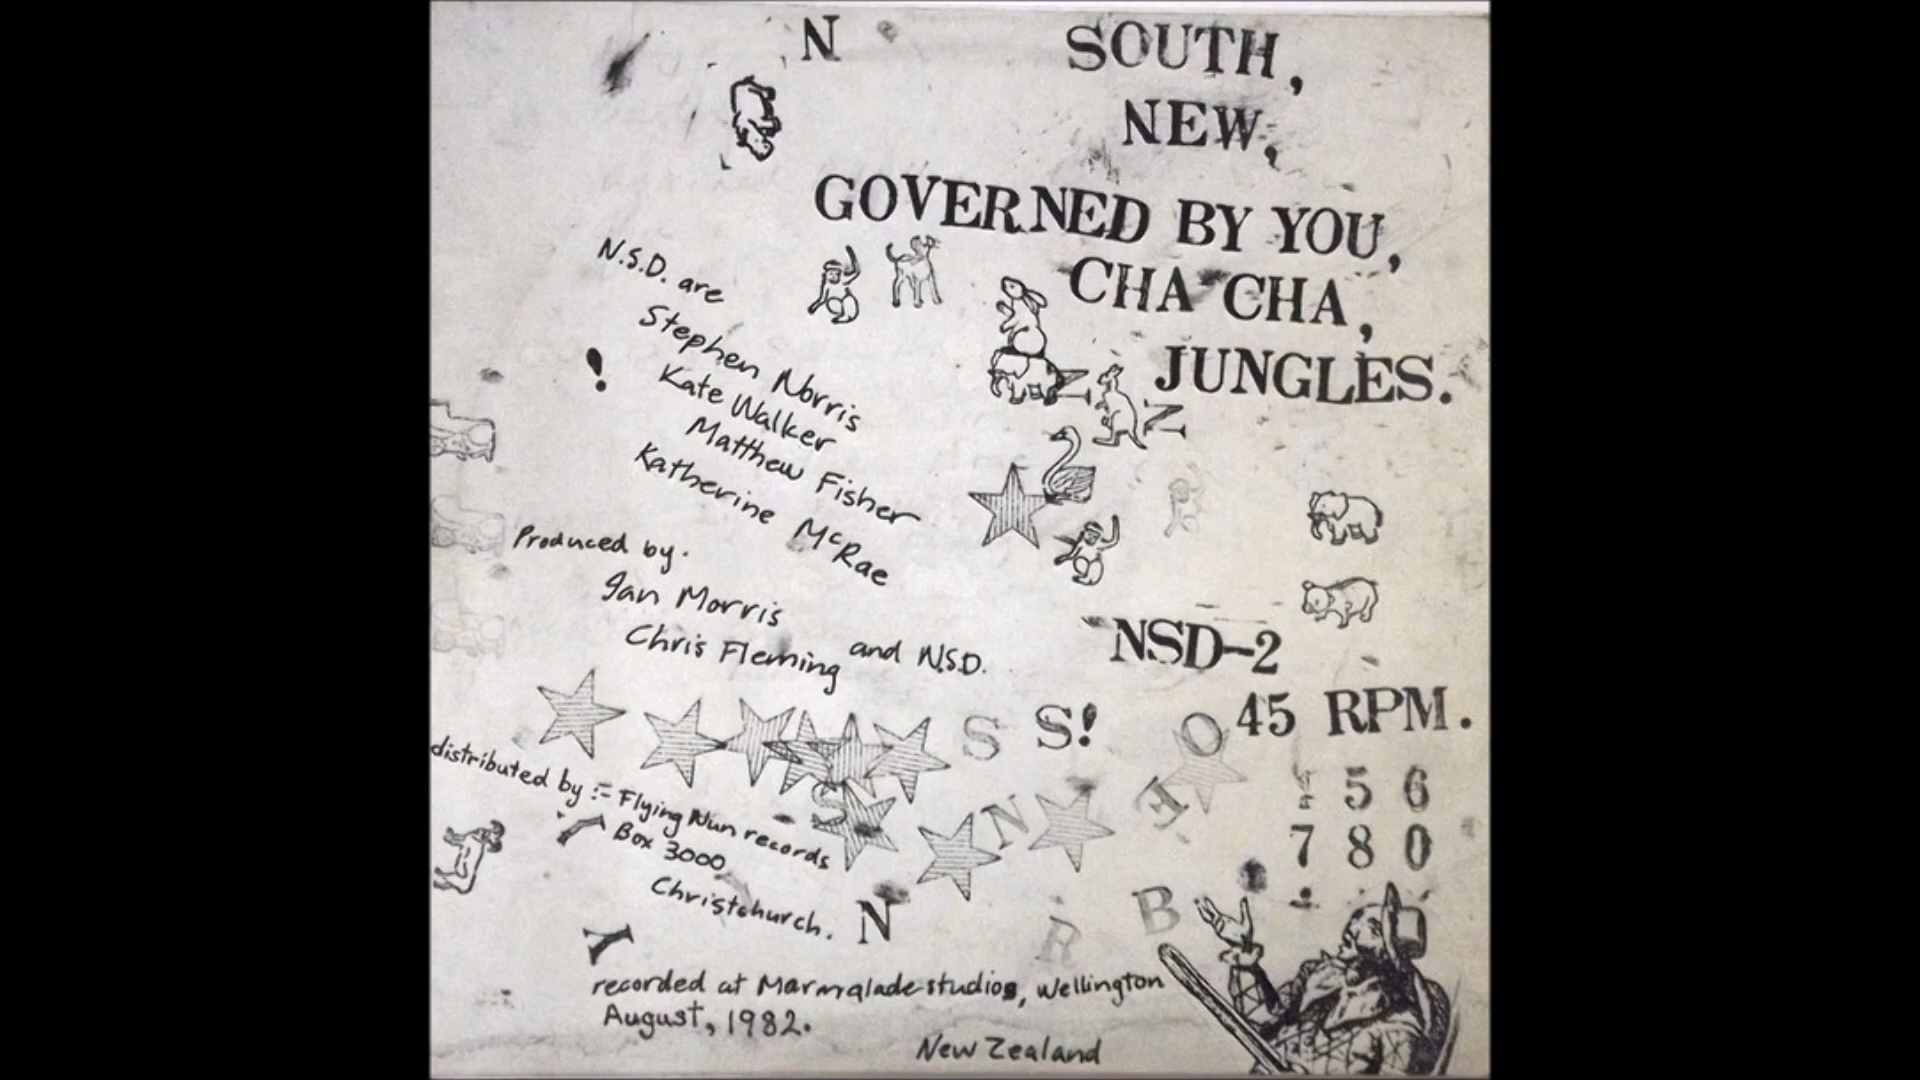 N
SOUTH,
NEW,
GOVERNED BY YOU,
CHA CHA,
JUNGLES.
N.S.D. are
Stephen Norris
Kate Walker
Matthew Fisher
Katherine McRae
!
Z
Z
Produced by.
Ian Morris
Chris Fleming and N.S.D.
NSD-2
45 RPM.
S S! O
5 6
7 8 0
distributed by :- Flying Nun records
Box 3000
Christchurch.
S
N
F
N
R
B
Y
recorded at Marmalade studios, Wellington
August, 1982.
New Zealand